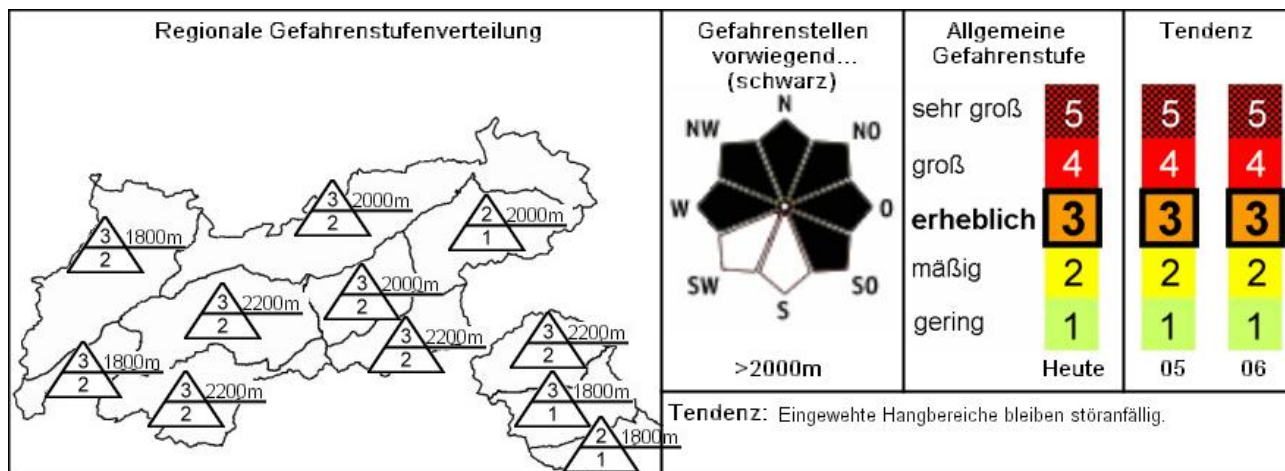 Regionale Gefahrenstufenverteilung
3 2000m
2
2 2000m
1
3 1800m
2
3 2000m
2
3 2200m
2
3 2200m
2
3 2200m
2
3 1800m
2
3 2200m
2
3 1800m
1
2 1800m
1
Gefahrenstellen
vorwiegend...
(schwarz)
N
NW NO
W O
SW SO
S
>2000m
Allgemeine
Gefahrenstufe
Tendenz
sehr groß 5 5 5
groß 4 4 4
erheblich 3 3 3
mäßig 2 2 2
gering 1 1 1
Heute 05 06
Tendenz: Eingewehte Hangbereiche bleiben störanfällig.